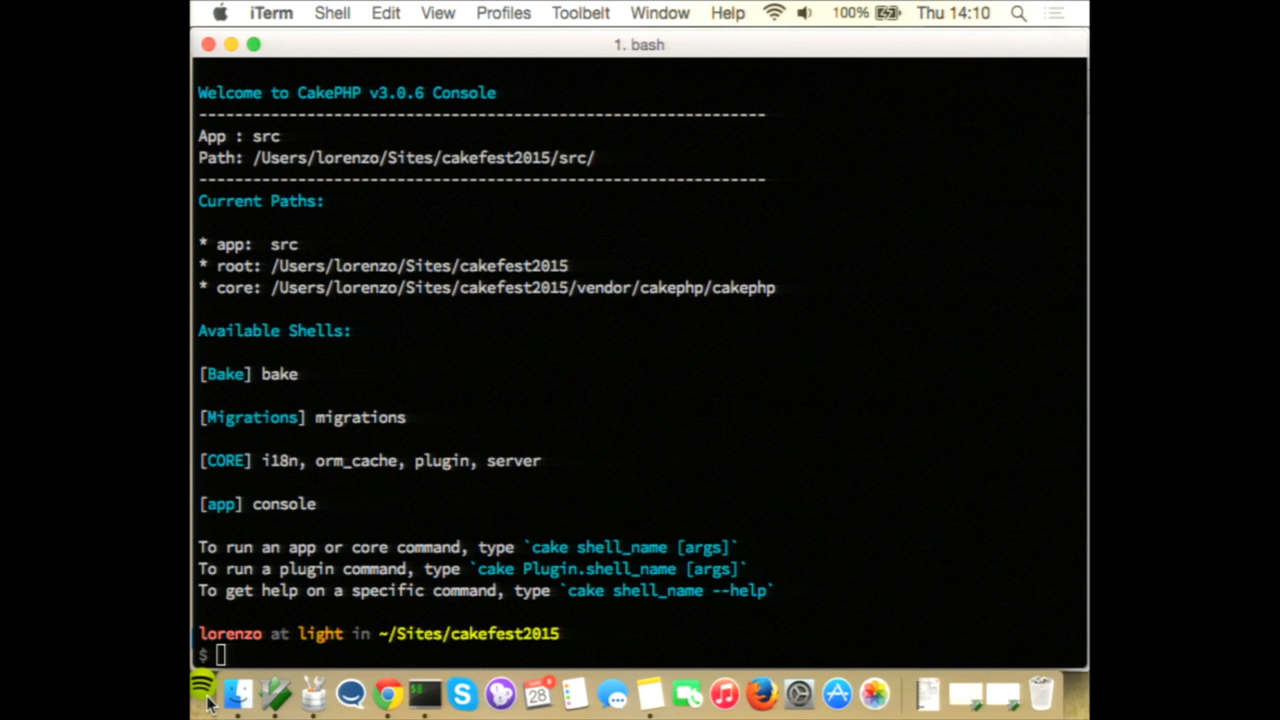 iTerm Shell Edit View Profiles Toolbelt Window Help 100% Thu 14:10
1. bash
Welcome to CakePHP v3.0.6 Console
---------------------------------------------------------------
App : src
Path: /Users/lorenzo/Sites/cakefest2015/src/
---------------------------------------------------------------
Current Paths:
* app:  src
* root: /Users/lorenzo/Sites/cakefest2015
* core: /Users/lorenzo/Sites/cakefest2015/vendor/cakephp/cakephp
Available Shells:
[Bake] bake
[Migrations] migrations
[CORE] i18n, orm_cache, plugin, server
[app] console
To run an app or core command, type `cake shell_name [args]`
To run a plugin command, type `cake Plugin.shell_name [args]`
To get help on a specific command, type `cake shell_name --help`
lorenzo at light in ~/Sites/cakefest2015
$
28